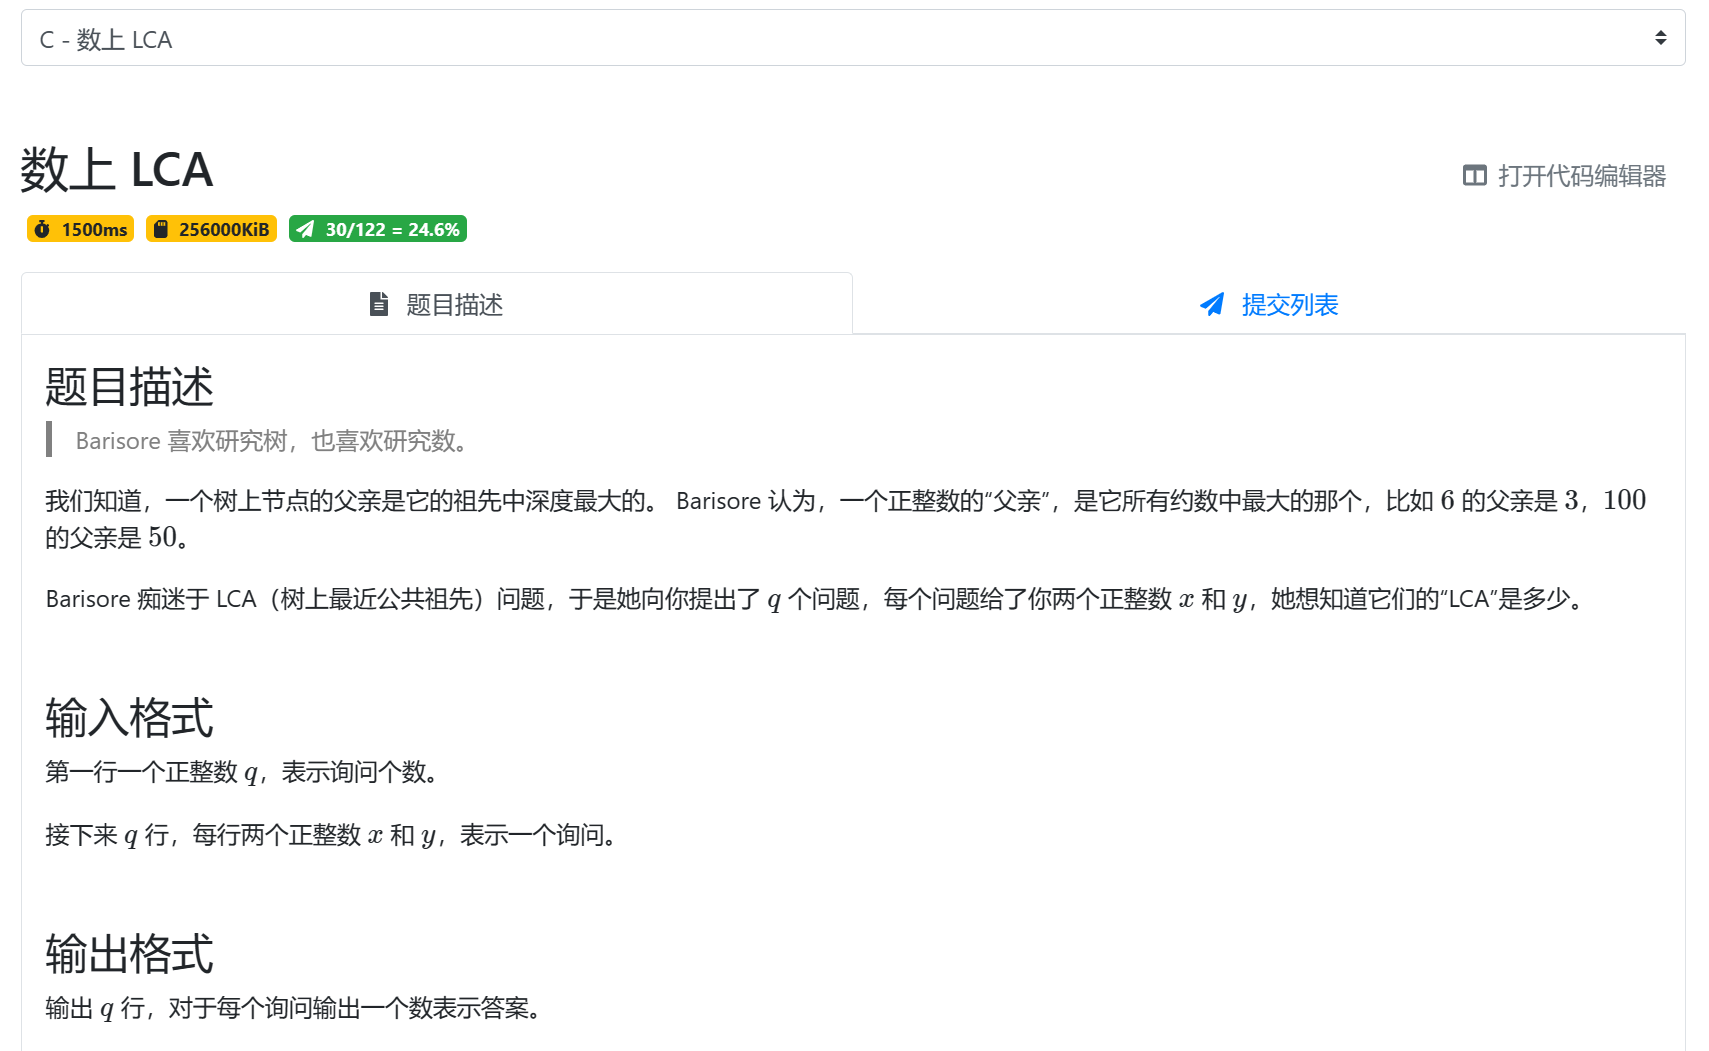 C - 数上 LCA
数上 LCA
打开代码编辑器
1500ms 256000KiB 30/122 = 24.6%
题目描述 提交列表
题目描述
Barisore 喜欢研究树，也喜欢研究数。
我们知道，一个树上节点的父亲是它的祖先中深度最大的。 Barisore 认为，一个正整数的“父亲”，是它所有约数中最大的那个，比如 6 的父亲是 3，100
的父亲是 50。
Barisore 痴迷于 LCA（树上最近公共祖先）问题，于是她向你提出了 q 个问题，每个问题给了你两个正整数 x 和 y，她想知道它们的“LCA”是多少。
输入格式
第一行一个正整数 q，表示询问个数。
接下来 q 行，每行两个正整数 x 和 y，表示一个询问。
输出格式
输出 q 行，对于每个询问输出一个数表示答案。